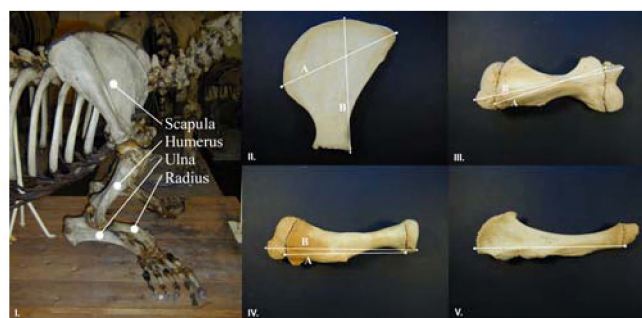 Scapula
Humerus
Ulna
Radius
I.
A
B
II.
B
A
III.
B
A
IV.
V.